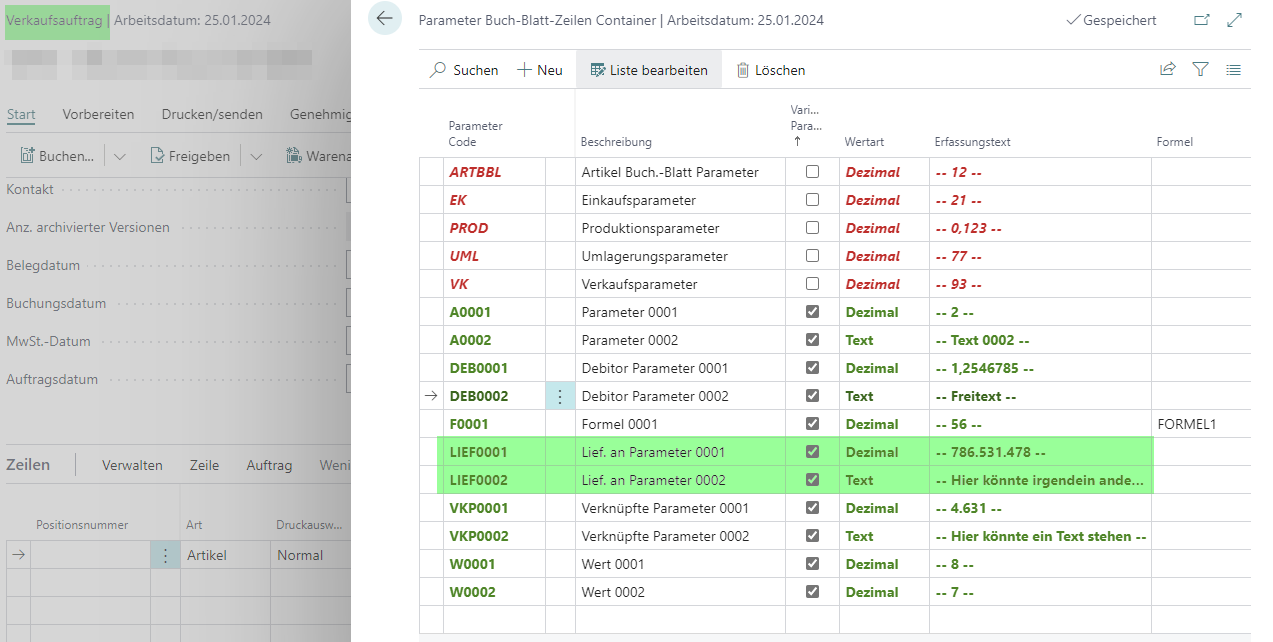 Verkaufsauftrag | Arbeitsdatum: 25.01.2024
Start Vorbereiten Drucken/senden Genehmig
Buchen... Freigeben Warena
Kontakt
Anz. archivierter Versionen
Belegdatum
Buchungsdatum
MwSt.-Datum
Auftragsdatum
Zeilen Verwalten Zeile Auftrag Weni
Positionsnummer Art Druckausw...
Artikel Normal
Parameter Buch-Blatt-Zeilen Container | Arbeitsdatum: 25.01.2024
Gespeichert
Suchen Neu Liste bearbeiten Löschen
Parameter Code Beschreibung Vari... Para... ↑ Wertart Erfassungtext Formel
ARTBBL Artikel Buch.-Blatt Parameter Dezimal -- 12 --
EK Einkaufsparameter Dezimal -- 21 --
PROD Produktionsparameter Dezimal -- 0,123 --
UML Umlagerungsparameter Dezimal -- 77 --
VK Verkaufsparameter Dezimal -- 93 --
A0001 Parameter 0001 Dezimal -- 2 --
A0002 Parameter 0002 Text -- Text 0002 --
DEB0001 Debitor Parameter 0001 Dezimal -- 1,2546785 --
DEB0002 Debitor Parameter 0002 Text -- Freitext --
F0001 Formel 0001 Dezimal -- 56 -- FORMEL1
LIEF0001 Lief. an Parameter 0001 Dezimal -- 786.531.478 --
LIEF0002 Lief. an Parameter 0002 Text -- Hier könnte irgendein ande...
VKP0001 Verknüpfte Parameter 0001 Dezimal -- 4.631 --
VKP0002 Verknüpfte Parameter 0002 Text -- Hier könnte ein Text stehen --
W0001 Wert 0001 Dezimal -- 8 --
W0002 Wert 0002 Dezimal -- 7 --